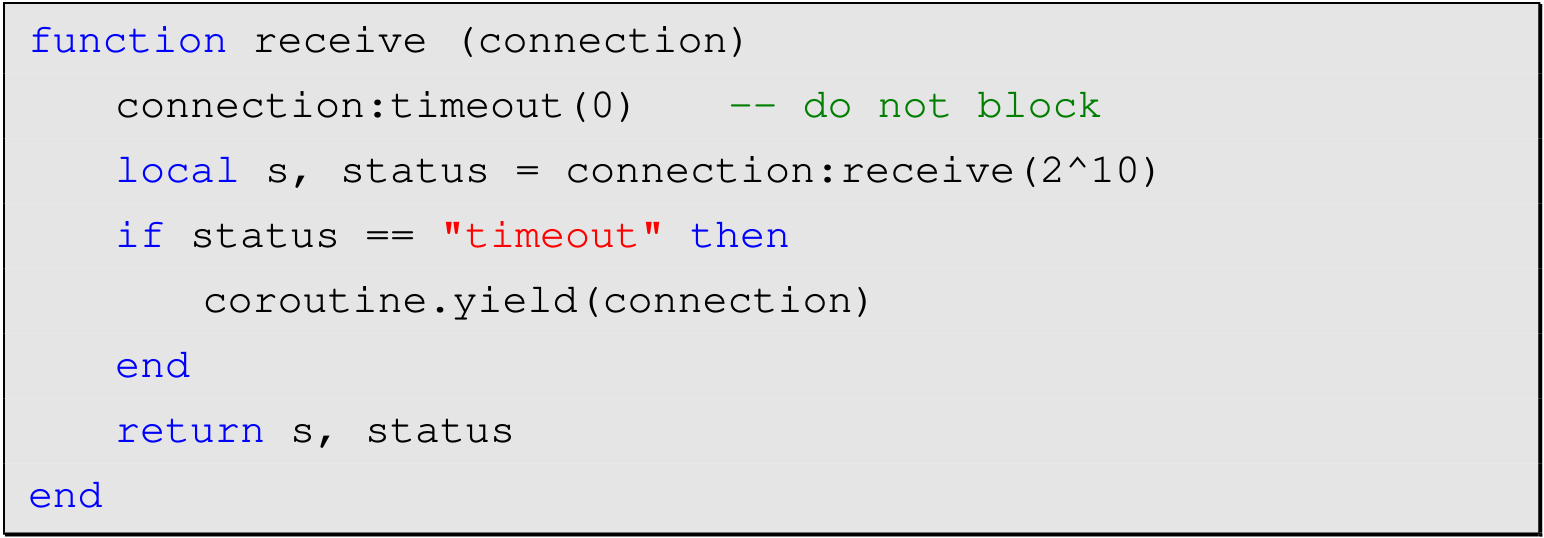 function receive (connection)
    connection:timeout(0)    -- do not block
    local s, status = connection:receive(2^10)
    if status == "timeout" then
        coroutine.yield(connection)
    end
    return s, status
end